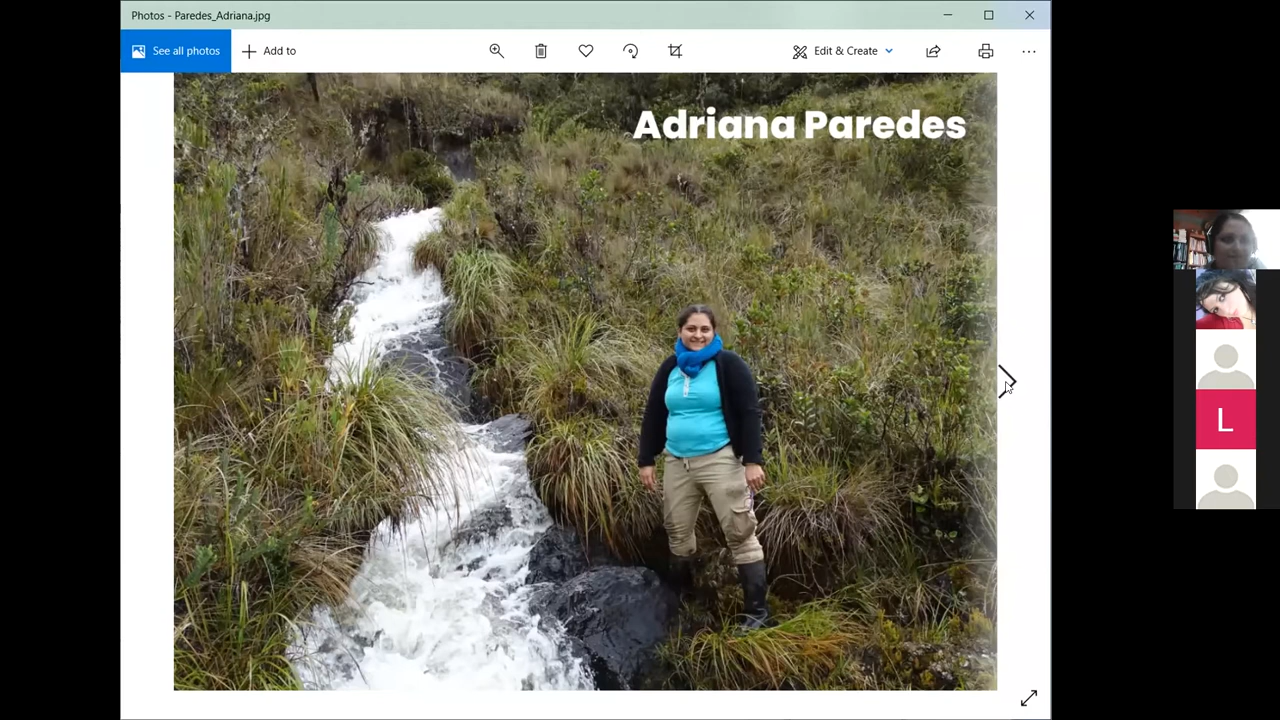 Photos - Paredes_Adriana.jpg
See all photos
Add to
Edit & Create
Adriana Paredes
L